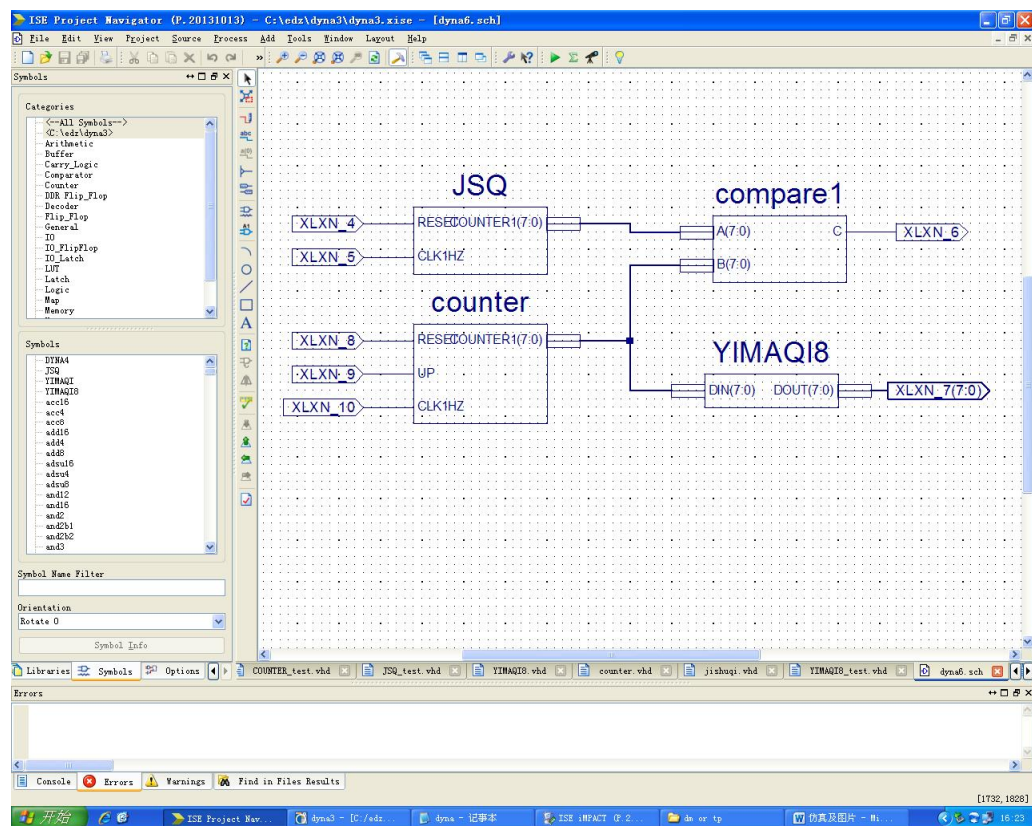 ISE Project Navigator (P.20131013) - C:\edz\dyna3\dyna3.xise - [dyna6.sch]
File Edit View Project Source Process Add Tools Window Layout Help
Symbols
Categories
<--All Symbols-->
<C:\edz\dyna3>
Arithmetic
Buffer
Carry_Logic
Comparator
Counter
DDR Flip_Flop
Decoder
Flip_Flop
General
IO
IO_FlipFlop
IO_Latch
LUT
Latch
Logic
Map
Memory
Symbols
DYNA4
JSQ
YIMAQI
YIMAQI8
acc16
acc4
acc8
add16
add4
add8
adsu16
adsu4
adsu8
and12
and16
and2
and2b1
and2b2
and3
Symbol Name Filter
Orientation
Rotate 0
Symbol Info
JSQ
XLXN_4 RESET COUNTER1(7:0)
XLXN_5 CLK1HZ
compare1
A(7:0) C XLXN_6
B(7:0)
counter
XLXN_8 RESET COUNTER1(7:0)
XLXN_9 UP
XLXN_10 CLK1HZ
YIMAQI8
DIN(7:0) DOUT(7:0) XLXN_7(7:0)
Libraries Symbols Options COUNTER_test.vhd JSQ_test.vhd YIMAQI8.vhd counter.vhd jishuqi.vhd YIMAQI8_test.vhd dyna6.sch
Errors
Console Errors Warnings Find in Files Results
[1732,1828]
开始 ISE Project Nav... dyna3 - [C:/edz... dyna - 记事本 ISE iMPACT (P.2... dm or tp 仿真及图片 - Mi... 16:23